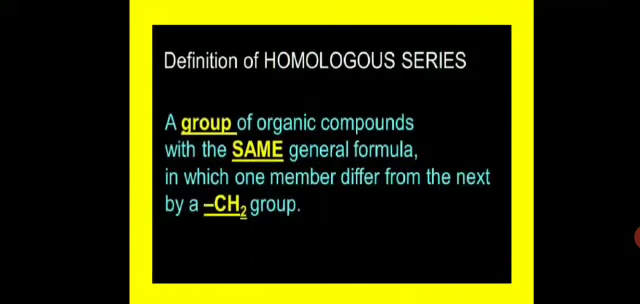 Definition of HOMOLOGOUS SERIES
A group of organic compounds
with the SAME general formula,
in which one member differ from the next
by a –CH₂ group.